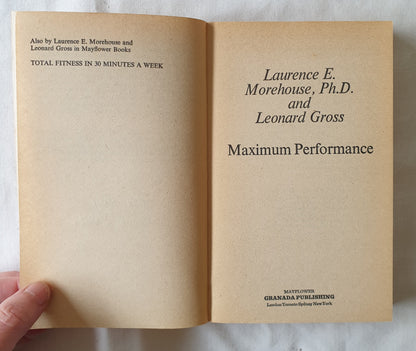 Also by Laurence E. Morehouse and
Leonard Gross in Mayflower Books
TOTAL FITNESS IN 30 MINUTES A WEEK
Laurence E.
Morehouse, Ph.D.
and
Leonard Gross
Maximum Performance
MAYFLOWER
GRANADA PUBLISHING
London Toronto Sydney New York